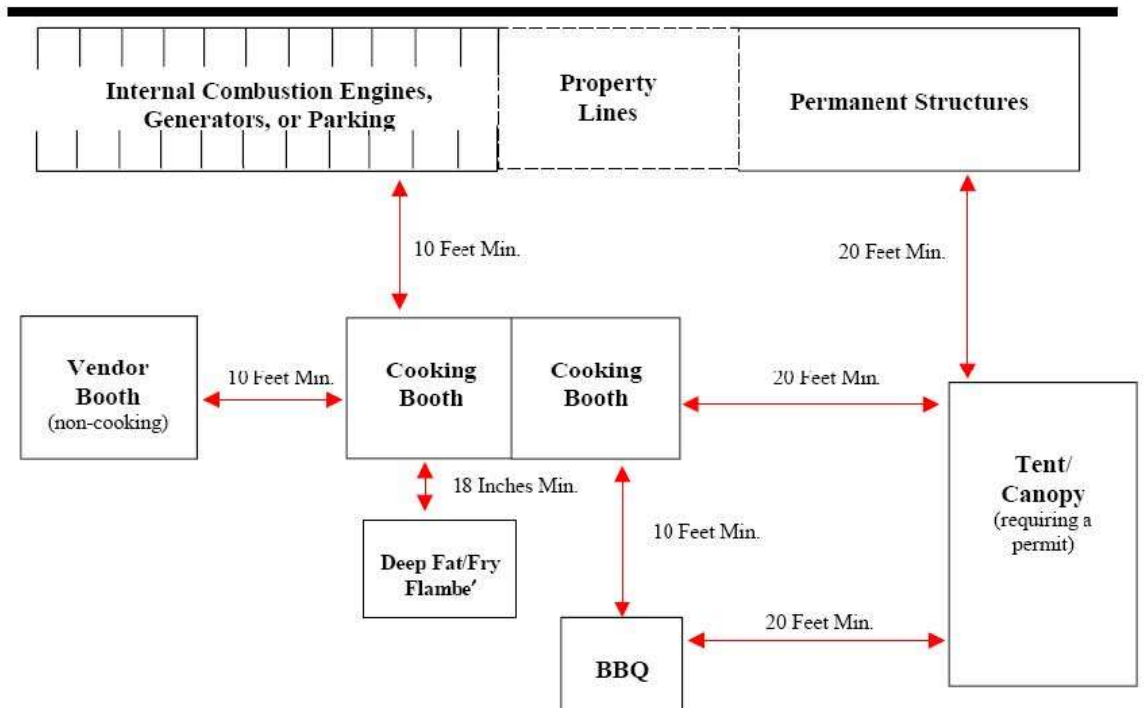 Internal Combustion Engines,
Generators, or Parking
Property
Lines
Permanent Structures
10 Feet Min.
20 Feet Min.
Vendor
Booth
(non-cooking)
10 Feet Min.
Cooking
Booth
Cooking
Booth
20 Feet Min.
Tent/
Canopy
(requiring a
permit)
18 Inches Min.
10 Feet Min.
Deep Fat/Fry
Flambe′
20 Feet Min.
BBQ